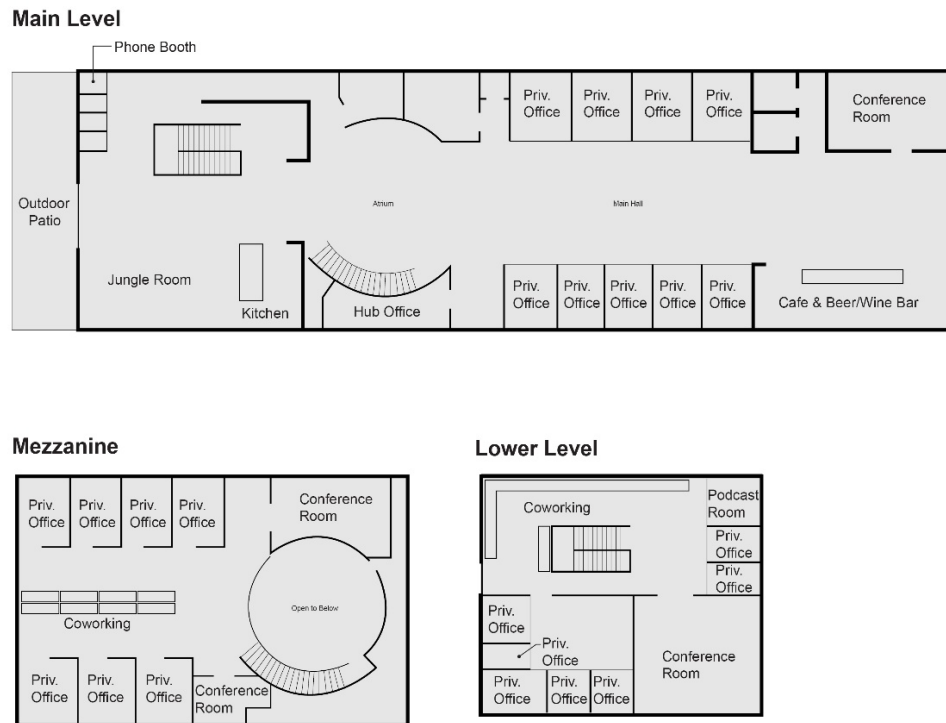 Main Level
Phone Booth
Priv.
Office
Priv.
Office
Priv.
Office
Priv.
Office
Conference
Room
Outdoor
Patio
Atrium
Main Hall
Jungle Room
Kitchen
Hub Office
Priv.
Office
Priv.
Office
Priv.
Office
Priv.
Office
Priv.
Office
Cafe & Beer/Wine Bar
Mezzanine
Priv.
Office
Priv.
Office
Priv.
Office
Priv.
Office
Conference
Room
Open to Below
Coworking
Priv.
Office
Priv.
Office
Priv.
Office
Conference
Room
Lower Level
Coworking
Podcast
Room
Priv.
Office
Priv.
Office
Priv.
Office
Priv.
Office
Conference
Room
Priv.
Office
Priv.
Office
Priv.
Office